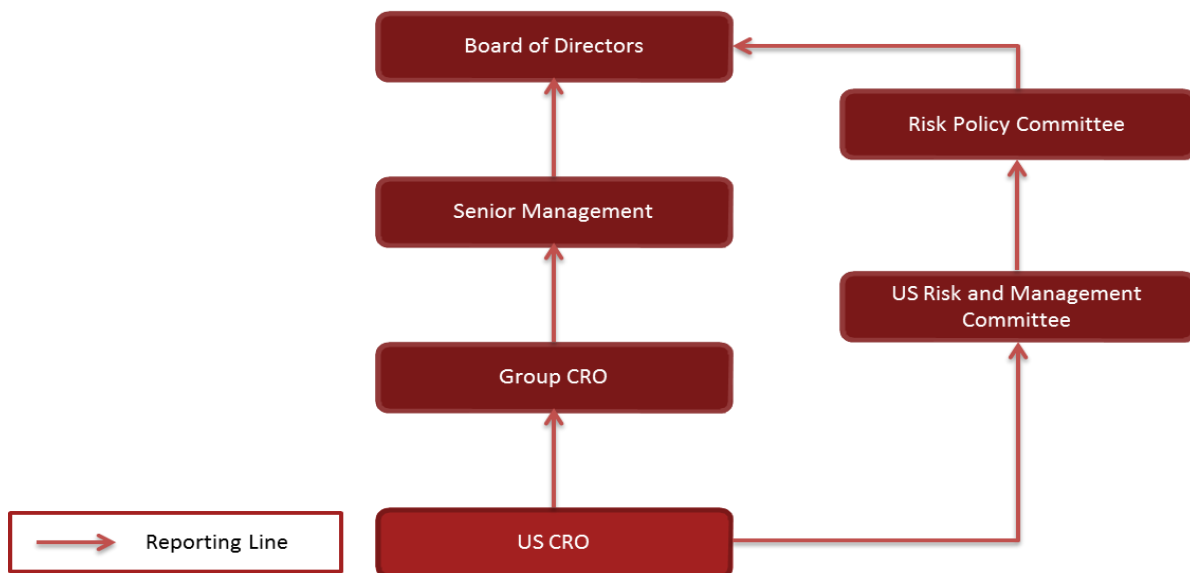 Board of Directors
Risk Policy Committee
Senior Management
US Risk and Management
Committee
Group CRO
US CRO
Reporting Line